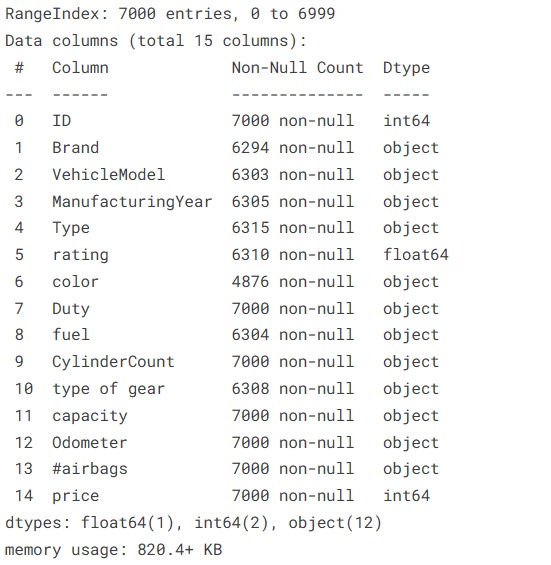 RangeIndex: 7000 entries, 0 to 6999
Data columns (total 15 columns):
 #   Column             Non-Null Count  Dtype
---  ------             --------------  -----
 0   ID                 7000 non-null   int64
 1   Brand              6294 non-null   object
 2   VehicleModel       6303 non-null   object
 3   ManufacturingYear  6305 non-null   object
 4   Type               6315 non-null   object
 5   rating             6310 non-null   float64
 6   color              4876 non-null   object
 7   Duty               7000 non-null   object
 8   fuel               6304 non-null   object
 9   CylinderCount      7000 non-null   object
 10  type of gear       6308 non-null   object
 11  capacity           7000 non-null   object
 12  Odometer           7000 non-null   object
 13  #airbags           7000 non-null   object
 14  price              7000 non-null   int64
dtypes: float64(1), int64(2), object(12)
memory usage: 820.4+ KB